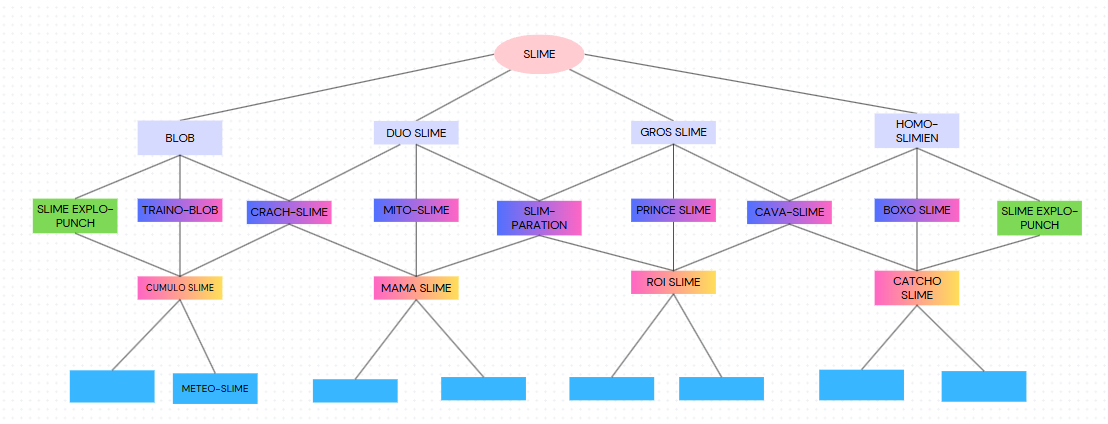 SLIME
BLOB
DUO SLIME
GROS SLIME
HOMO-
SLIMIEN
SLIME EXPLO-
PUNCH
TRAINO-BLOB
CRACH-SLIME
MITO-SLIME
SLIM-
PARATION
PRINCE SLIME
CAVA-SLIME
BOXO SLIME
SLIME EXPLO-
PUNCH
CUMULO SLIME
MAMA SLIME
ROI SLIME
CATCHO
SLIME
METEO-SLIME